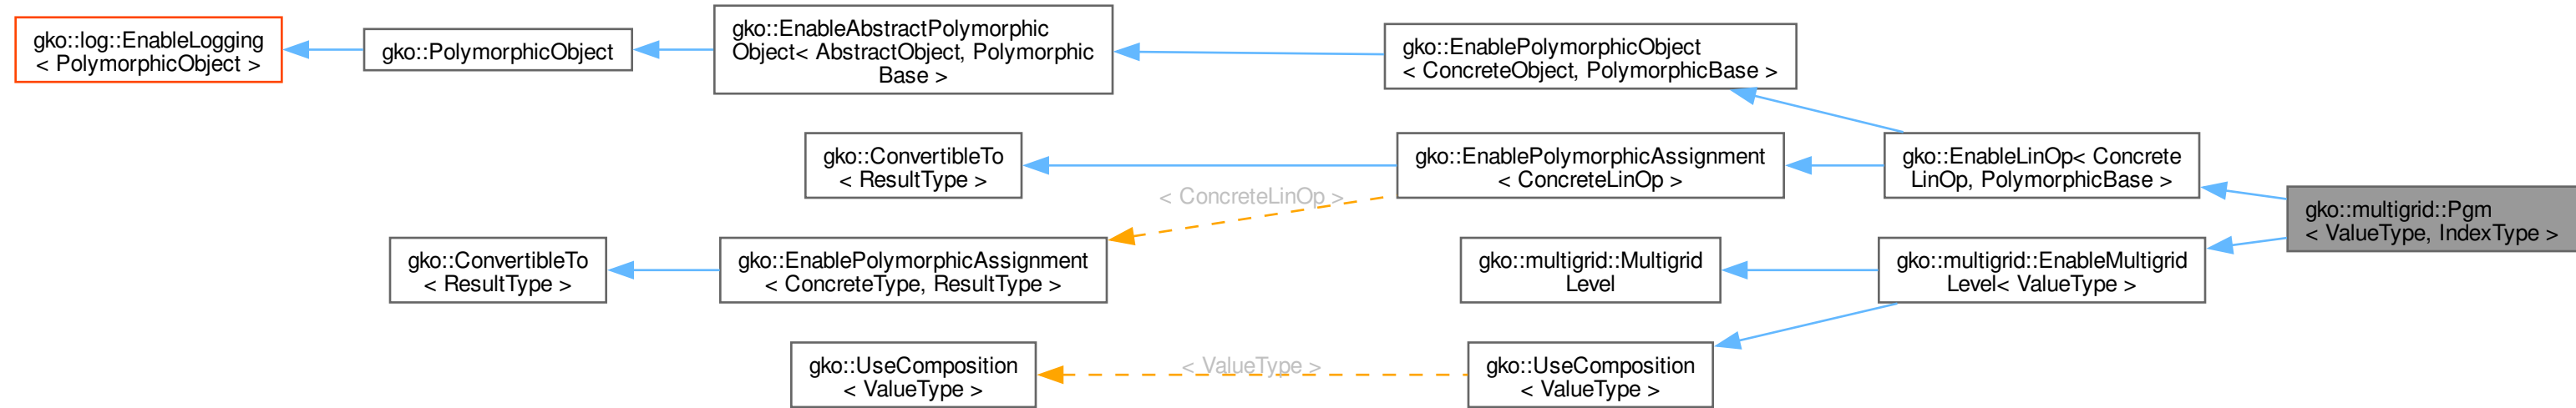 gko::log::EnableLogging
< PolymorphicObject >
gko::PolymorphicObject
gko::EnableAbstractPolymorphic
Object< AbstractObject, Polymorphic
Base >
gko::EnablePolymorphicObject
< ConcreteObject, PolymorphicBase >
gko::ConvertibleTo
< ResultType >
gko::EnablePolymorphicAssignment
< ConcreteLinOp >
gko::EnableLinOp< Concrete
LinOp, PolymorphicBase >
< ConcreteLinOp >
gko::multigrid::Pgm
< ValueType, IndexType >
gko::ConvertibleTo
< ResultType >
gko::EnablePolymorphicAssignment
< ConcreteType, ResultType >
gko::multigrid::Multigrid
Level
gko::multigrid::EnableMultigrid
Level< ValueType >
gko::UseComposition
< ValueType >
< ValueType >
gko::UseComposition
< ValueType >